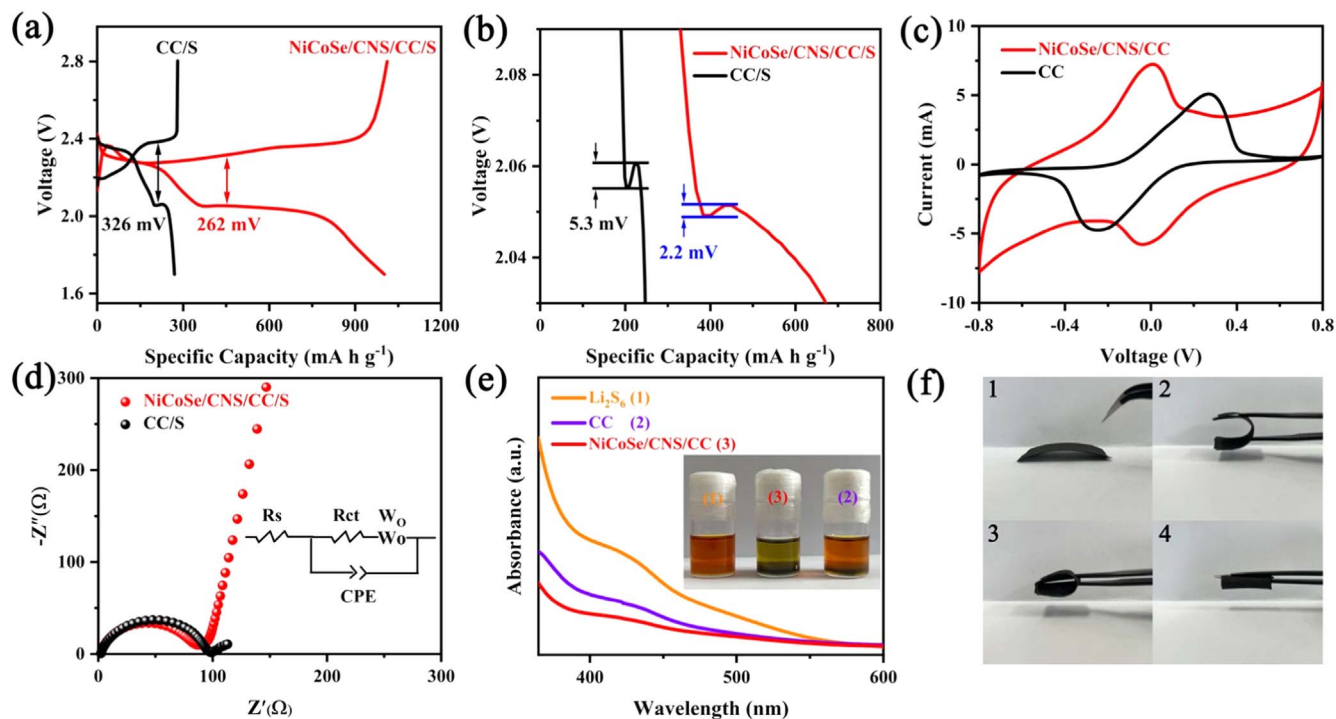 (a)
CC/S
NiCoSe/CNS/CC/S
326 mV
262 mV
2.8
2.4
2.0
1.6
0 300 600 900 1200
Voltage (V)
Specific Capacity (mA h g⁻¹)
(b)
NiCoSe/CNS/CC/S
CC/S
5.3 mV
2.2 mV
2.08
2.06
2.04
0 200 400 600 800
Voltage (V)
Specific Capacity (mA h g⁻¹)
(c)
NiCoSe/CNS/CC
CC
10
5
0
-5
-10
-0.8 -0.4 0.0 0.4 0.8
Current (mA)
Voltage (V)
(d)
NiCoSe/CNS/CC/S
CC/S
Rs Rct W₀
Wo
CPE
300
200
100
0
0 100 200 300
-Z″(Ω)
Z′(Ω)
(e)
Li₂S₆ (1)
CC (2)
NiCoSe/CNS/CC (3)
(1) (3) (2)
400 500 600
Absorbance (a.u.)
Wavelength (nm)
(f)
1
2
3
4